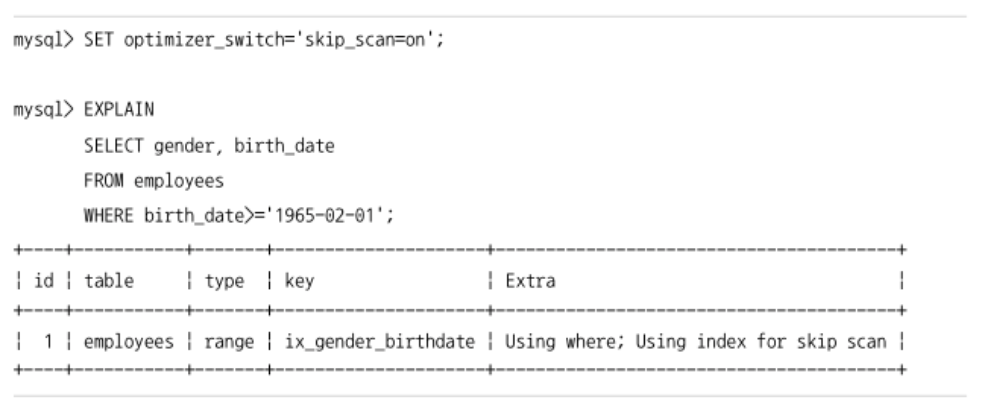 mysql> SET optimizer_switch='skip_scan=on';
mysql> EXPLAIN
SELECT gender, birth_date
FROM employees
WHERE birth_date>='1965-02-01';
+----+-----------+-------+---------------------+----------------------------------------+
| id | table     | type  | key                 | Extra                                  |
+----+-----------+-------+---------------------+----------------------------------------+
|  1 | employees | range | ix_gender_birthdate | Using where; Using index for skip scan |
+----+-----------+-------+---------------------+----------------------------------------+